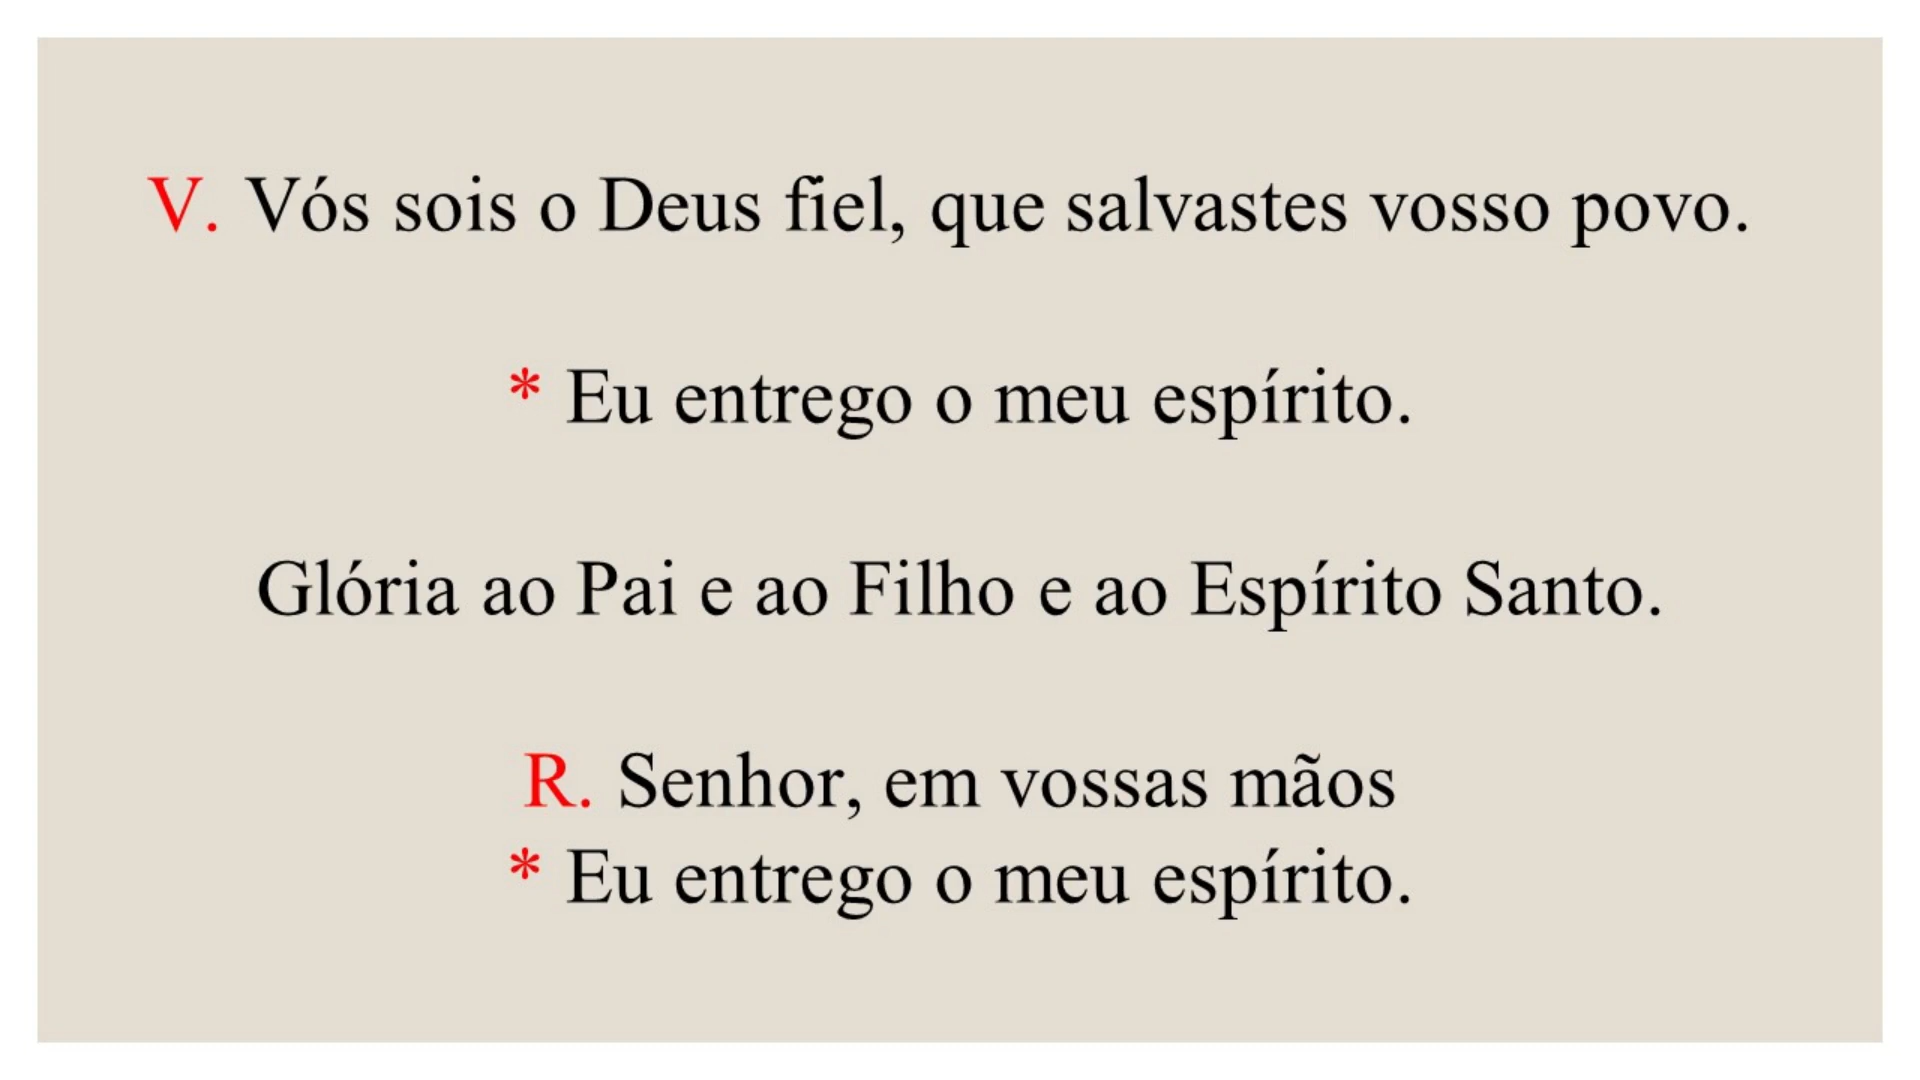 V. Vós sois o Deus fiel, que salvastes vosso povo.
* Eu entrego o meu espírito.
Glória ao Pai e ao Filho e ao Espírito Santo.
R. Senhor, em vossas mãos
* Eu entrego o meu espírito.